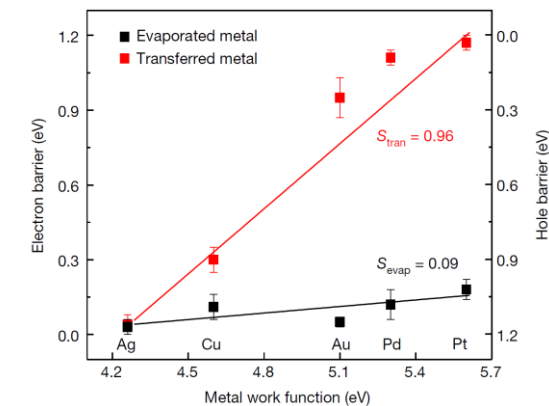 Evaporated metal
Transferred metal
Electron barrier (eV)
1.2
0.9
0.6
0.3
0.0
Hole barrier (eV)
0.0
0.3
0.6
0.9
1.2
S_tran = 0.96
S_evap = 0.09
Ag Cu Au Pd Pt
4.2 4.5 4.8 5.1 5.4 5.7
Metal work function (eV)